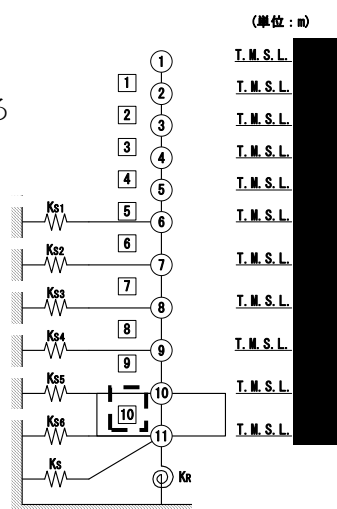 (単位：m)
① T.M.S.L.
1
② T.M.S.L.
2
③ T.M.S.L.
3
④ T.M.S.L.
4
⑤ T.M.S.L.
5
Ks1 ⑥ T.M.S.L.
6
Ks2 ⑦ T.M.S.L.
7
Ks3 ⑧ T.M.S.L.
8
Ks4 ⑨ T.M.S.L.
9
Ks5 ⑩ T.M.S.L.
10
Ks6 ⑪ T.M.S.L.
Ks KR